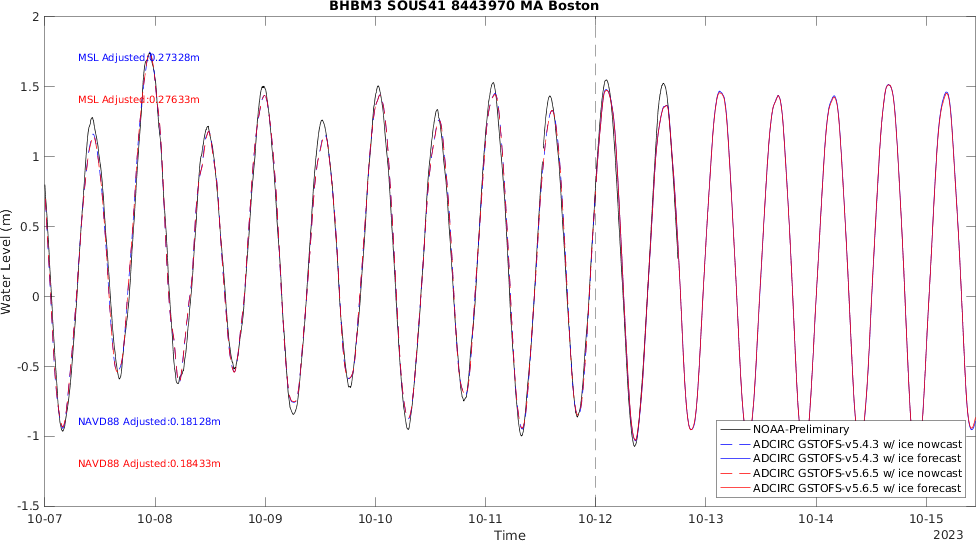 BHBM3 SOUS41 8443970 MA Boston
2
1.5
1
0.5
0
-0.5
-1
-1.5
Water Level (m)
MSL Adjusted:0.27328m
MSL Adjusted:0.27633m
NAVD88 Adjusted:0.18128m
NAVD88 Adjusted:0.18433m
NOAA-Preliminary
ADCIRC GSTOFS-v5.4.3 w/ ice nowcast
ADCIRC GSTOFS-v5.4.3 w/ ice forecast
ADCIRC GSTOFS-v5.6.5 w/ ice nowcast
ADCIRC GSTOFS-v5.6.5 w/ ice forecast
10-07 10-08 10-09 10-10 10-11 10-12 10-13 10-14 10-15
Time
2023